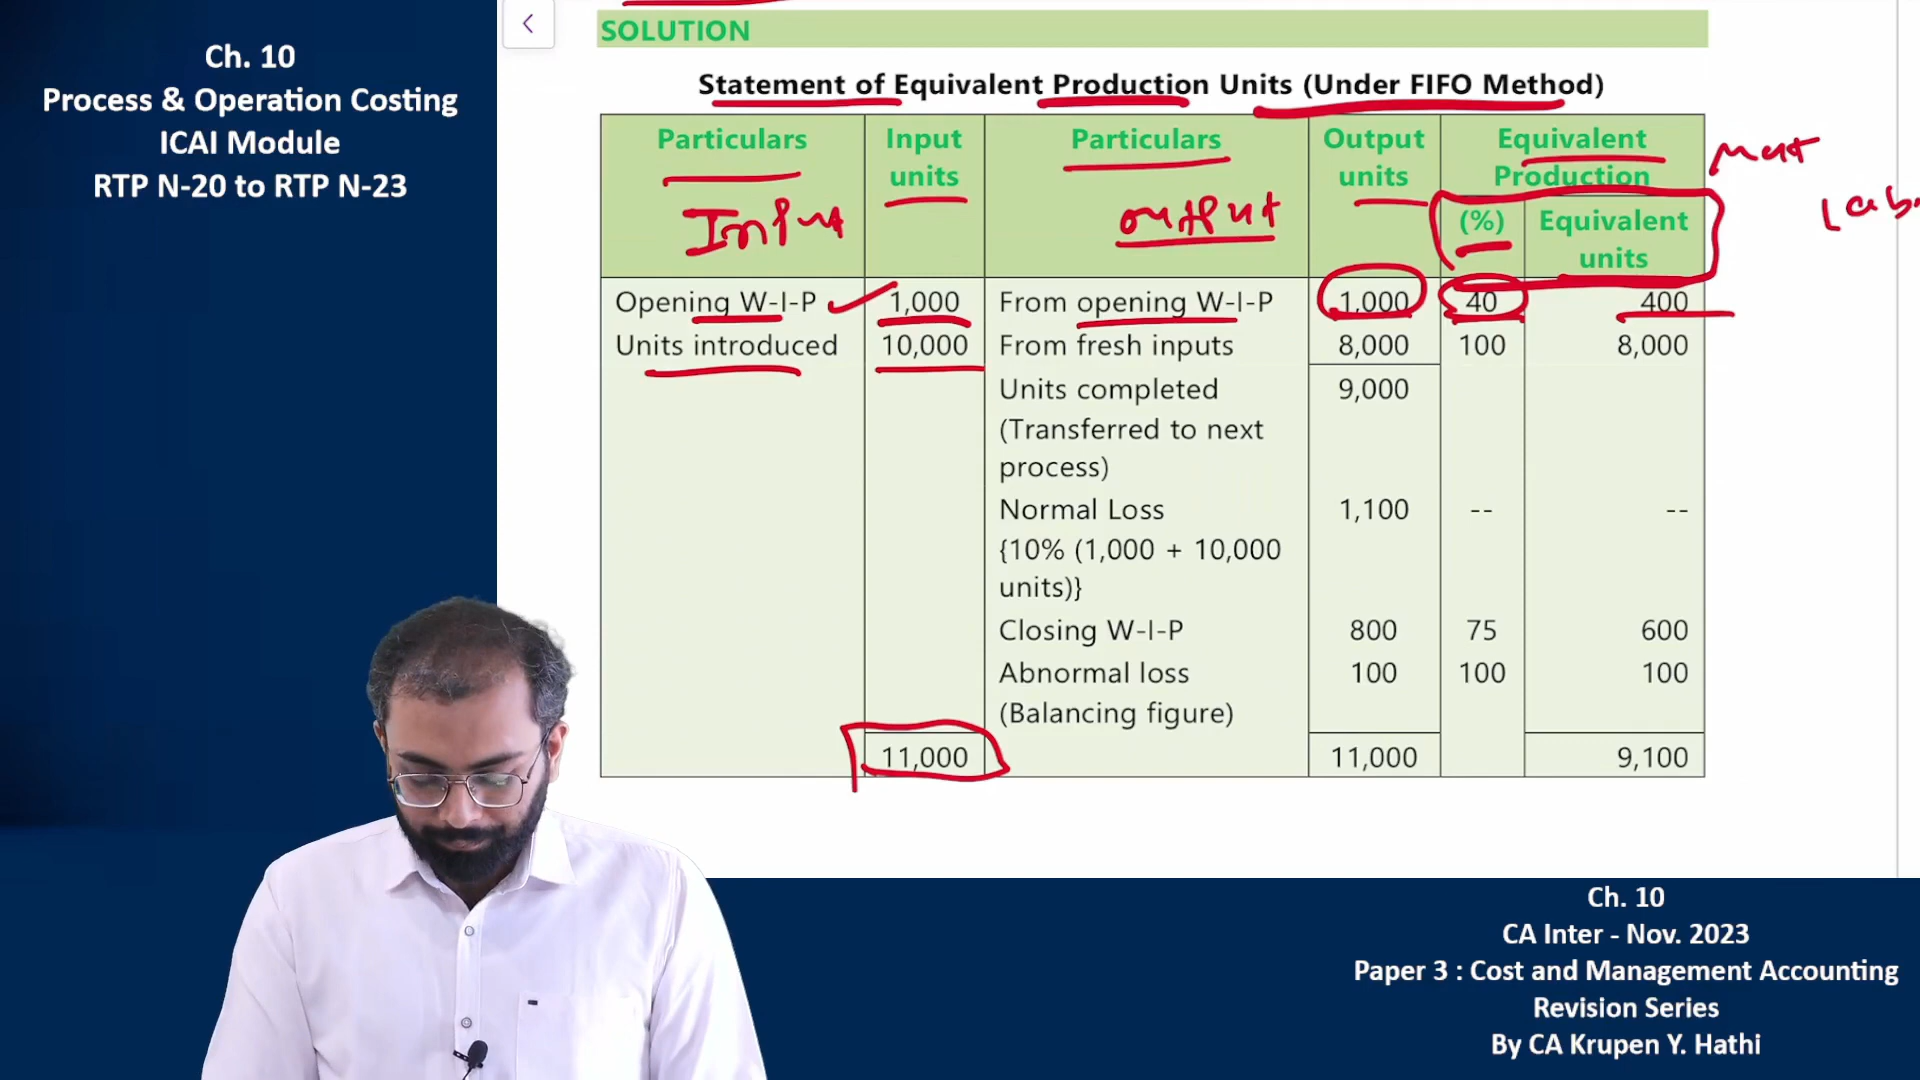 Ch. 10
Process & Operation Costing
ICAI Module
RTP N-20 to RTP N-23
SOLUTION
Statement of Equivalent Production Units (Under FIFO Method)
Particulars Input units Particulars Output units Equivalent Production
(%) Equivalent units
Input
output
Mat
Lab.
Opening W-I-P 1,000 From opening W-I-P 1,000 40 400
Units introduced 10,000 From fresh inputs 8,000 100 8,000
Units completed 9,000
(Transferred to next
process)
Normal Loss 1,100 -- --
{10% (1,000 + 10,000
units)}
Closing W-I-P 800 75 600
Abnormal loss 100 100 100
(Balancing figure)
11,000 11,000 9,100
Ch. 10
CA Inter - Nov. 2023
Paper 3 : Cost and Management Accounting
Revision Series
By CA Krupen Y. Hathi